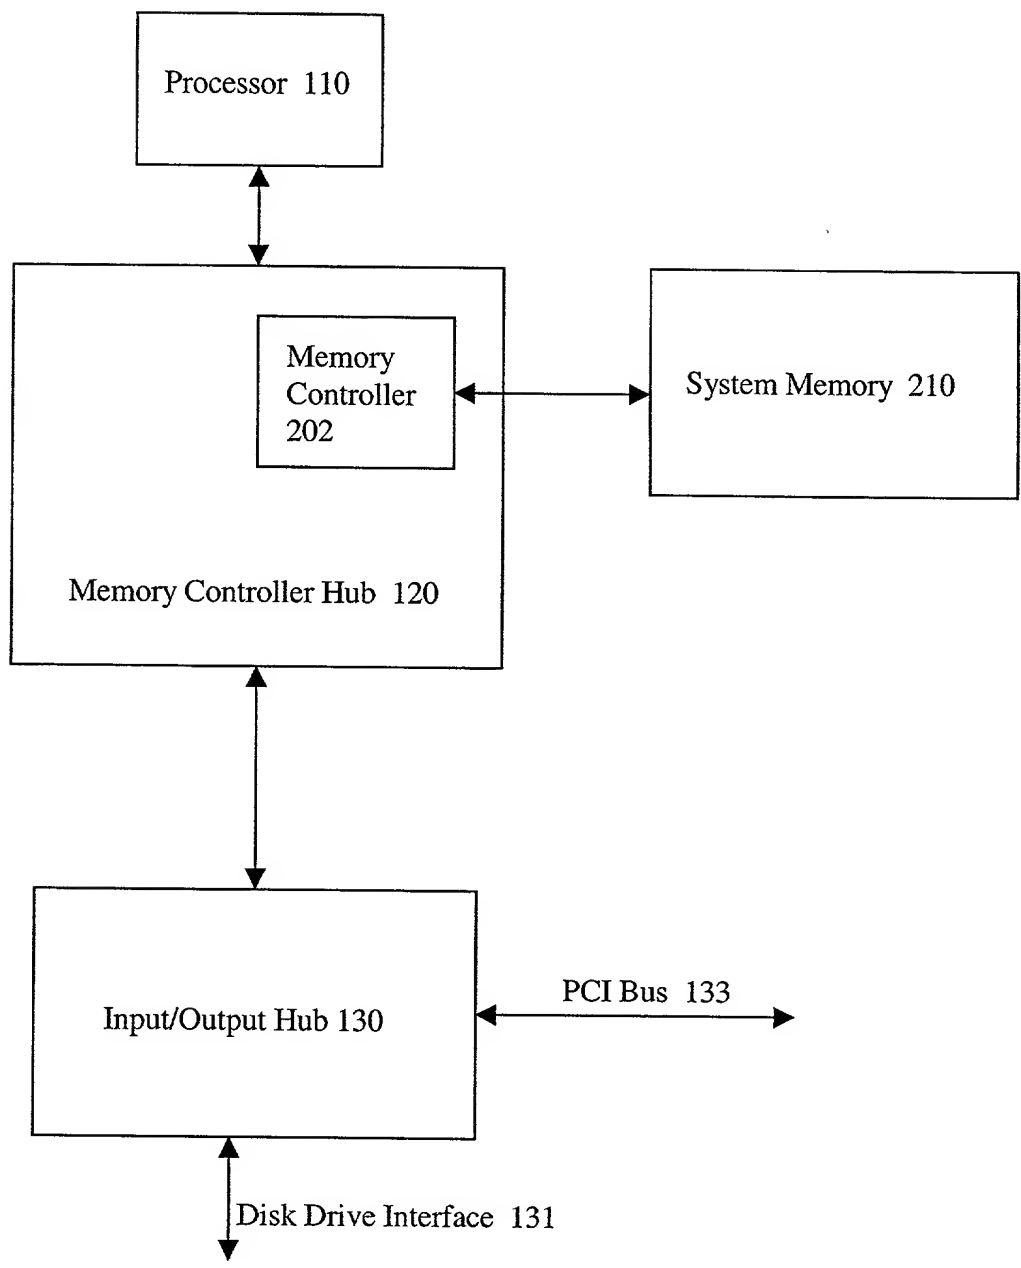 Processor 110
Memory
Controller
202
System Memory 210
Memory Controller Hub 120
PCI Bus 133
Input/Output Hub 130
Disk Drive Interface 131